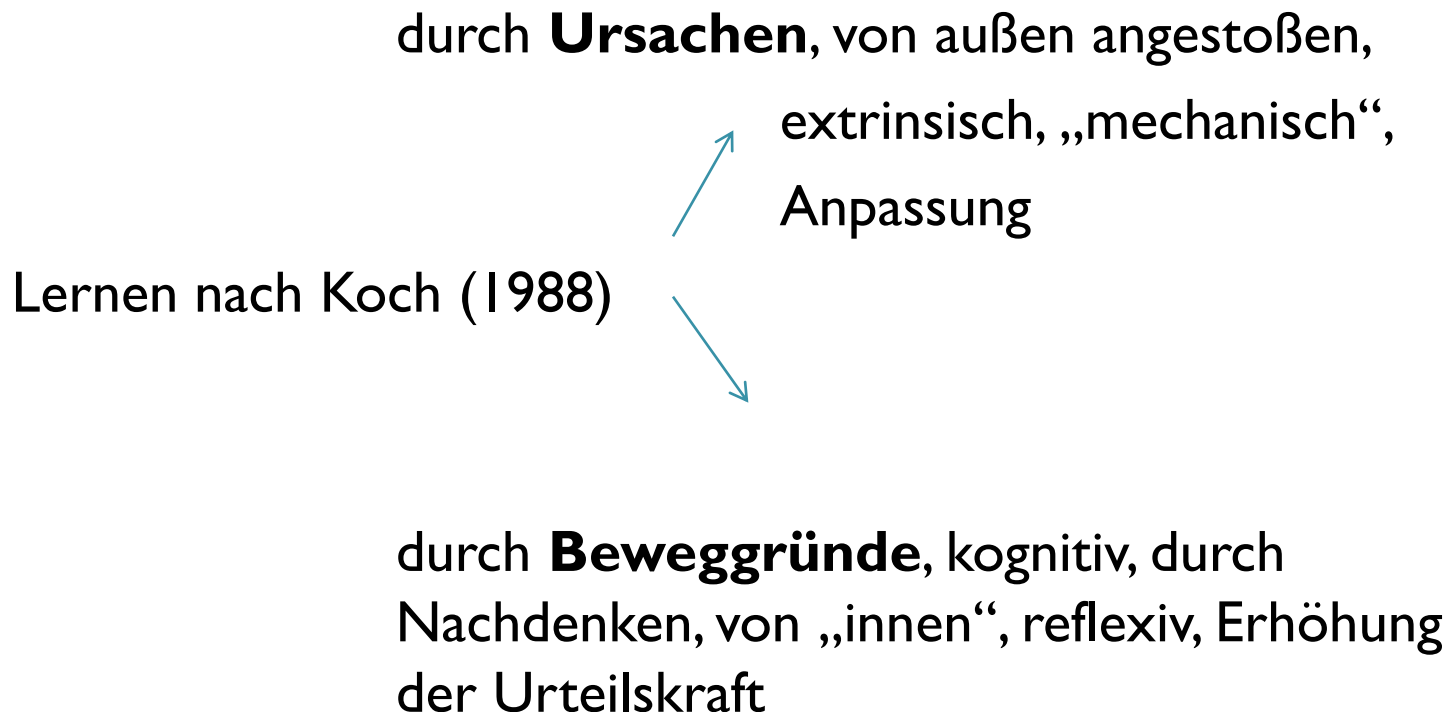 durch Ursachen, von außen angestoßen,
extrinsisch, „mechanisch“,
Anpassung
Lernen nach Koch (1988)
durch Beweggründe, kognitiv, durch
Nachdenken, von „innen“, reflexiv, Erhöhung
der Urteilskraft